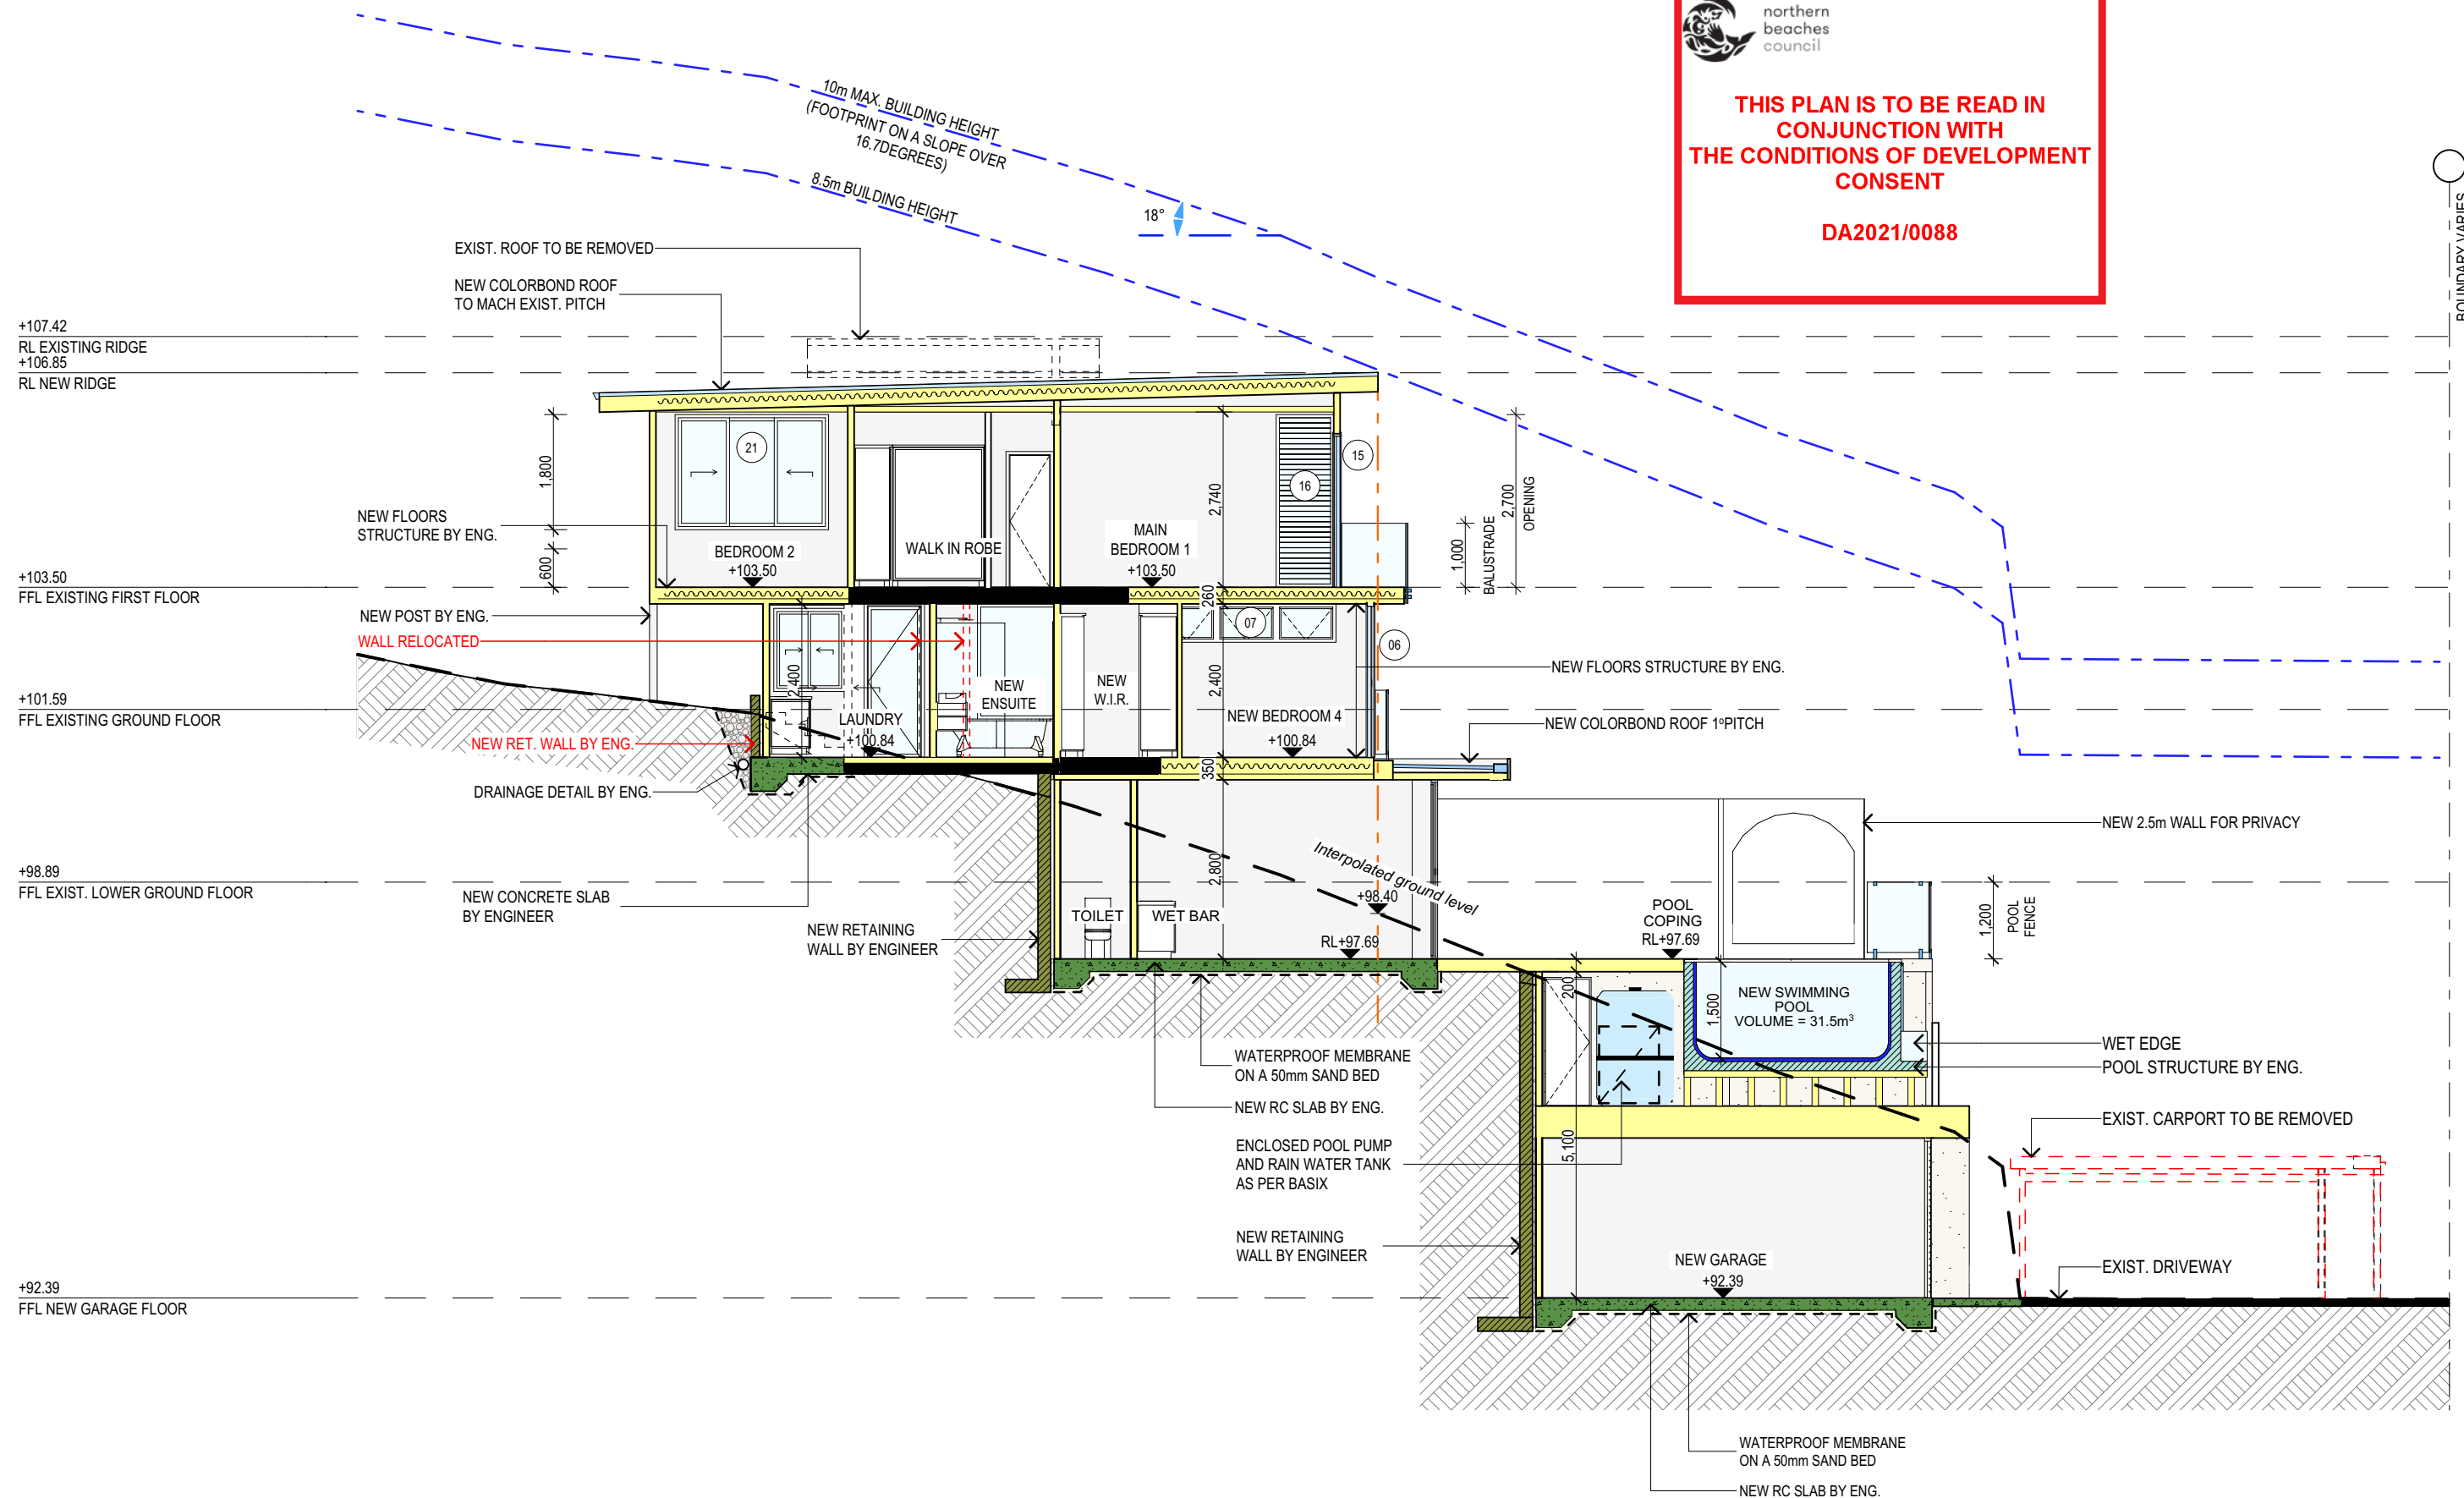 northern
beaches
council
THIS PLAN IS TO BE READ IN
CONJUNCTION WITH
THE CONDITIONS OF DEVELOPMENT
CONSENT
DA2021/0088
BOUNDARY VARIES
10m MAX. BUILDING HEIGHT
(FOOTPRINT ON A SLOPE OVER
16.7DEGREES)
8.5m BUILDING HEIGHT
18°
EXIST. ROOF TO BE REMOVED
NEW COLORBOND ROOF
TO MACH EXIST. PITCH
+107.42
RL EXISTING RIDGE
+106.85
RL NEW RIDGE
21
15
16
1,800
600
2,740
2,700
OPENING
1,000
BALUSTRADE
NEW FLOORS
STRUCTURE BY ENG.
BEDROOM 2
+103.50
WALK IN ROBE
MAIN
BEDROOM 1
+103.50
+103.50
FFL EXISTING FIRST FLOOR
260
NEW POST BY ENG.
WALL RELOCATED
07
06
NEW FLOORS STRUCTURE BY ENG.
2,400
2,400
NEW
ENSUITE
NEW
W.I.R.
+101.59
FFL EXISTING GROUND FLOOR
LAUNDRY
+100.84
NEW BEDROOM 4
+100.84
NEW COLORBOND ROOF 1ºPITCH
NEW RET. WALL BY ENG.
350
DRAINAGE DETAIL BY ENG.
NEW 2.5m WALL FOR PRIVACY
Interpolated ground level
2,800
+98.40
+98.89
FFL EXIST. LOWER GROUND FLOOR
NEW CONCRETE SLAB
BY ENGINEER
NEW RETAINING
WALL BY ENGINEER
TOILET
WET BAR
RL+97.69
POOL
COPING
RL+97.69
1,200
POOL
FENCE
200
1,500
NEW SWIMMING
POOL
VOLUME = 31.5m³
WET EDGE
POOL STRUCTURE BY ENG.
WATERPROOF MEMBRANE
ON A 50mm SAND BED
NEW RC SLAB BY ENG.
EXIST. CARPORT TO BE REMOVED
ENCLOSED POOL PUMP
AND RAIN WATER TANK
AS PER BASIX
5,100
NEW RETAINING
WALL BY ENGINEER
NEW GARAGE
+92.39
EXIST. DRIVEWAY
+92.39
FFL NEW GARAGE FLOOR
WATERPROOF MEMBRANE
ON A 50mm SAND BED
NEW RC SLAB BY ENG.